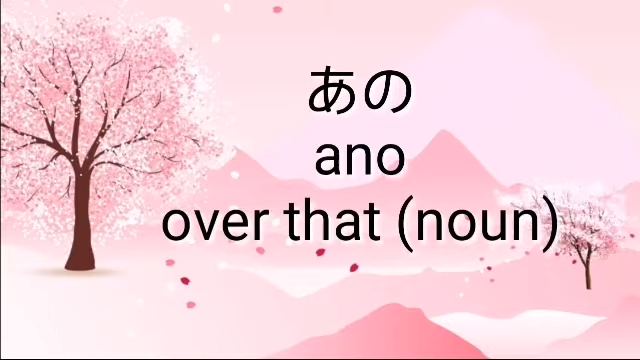 あの
ano
over that (noun)